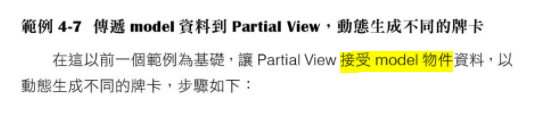 範例 4-7 傳遞 model 資料到 Partial View，動態生成不同的牌卡
在這以前一個範例為基礎，讓 Partial View 接受 model 物件資料，以
動態生成不同的牌卡，步驟如下：